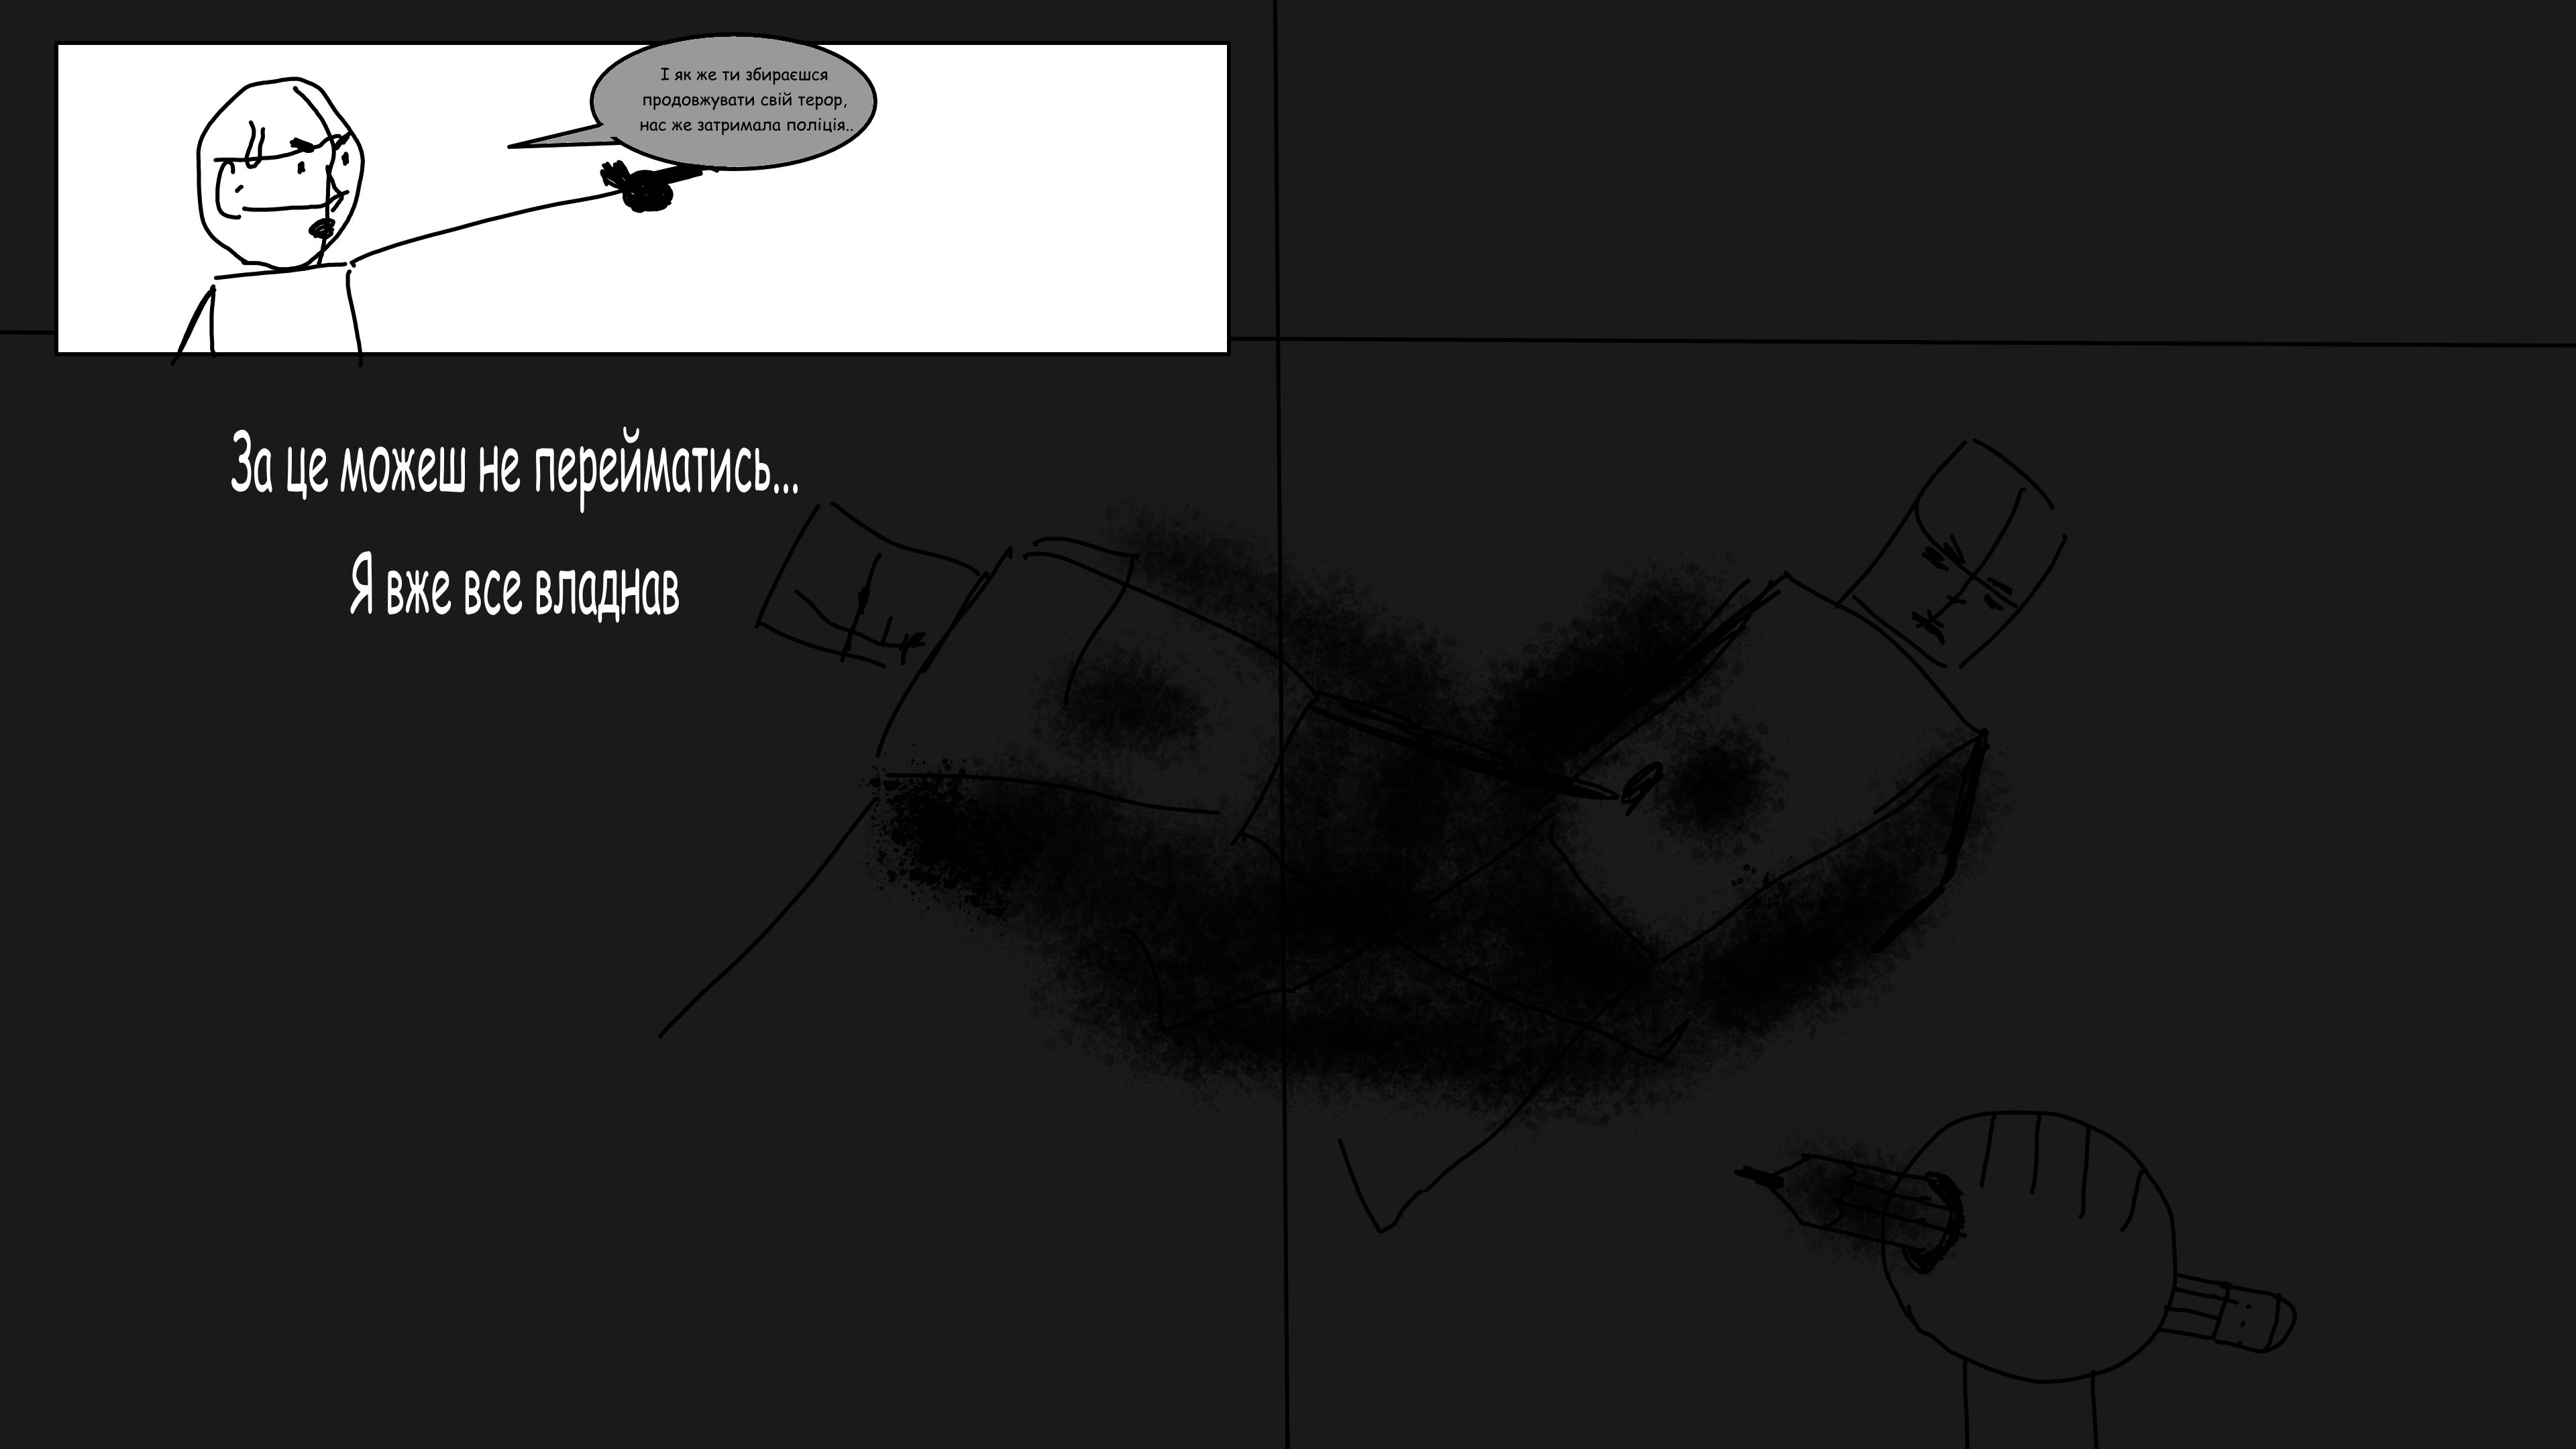 І як же ти збираєшся
продовжувати свій терор,
нас же затримала поліція..
За це можеш не перейматись...
Я вже все владнав